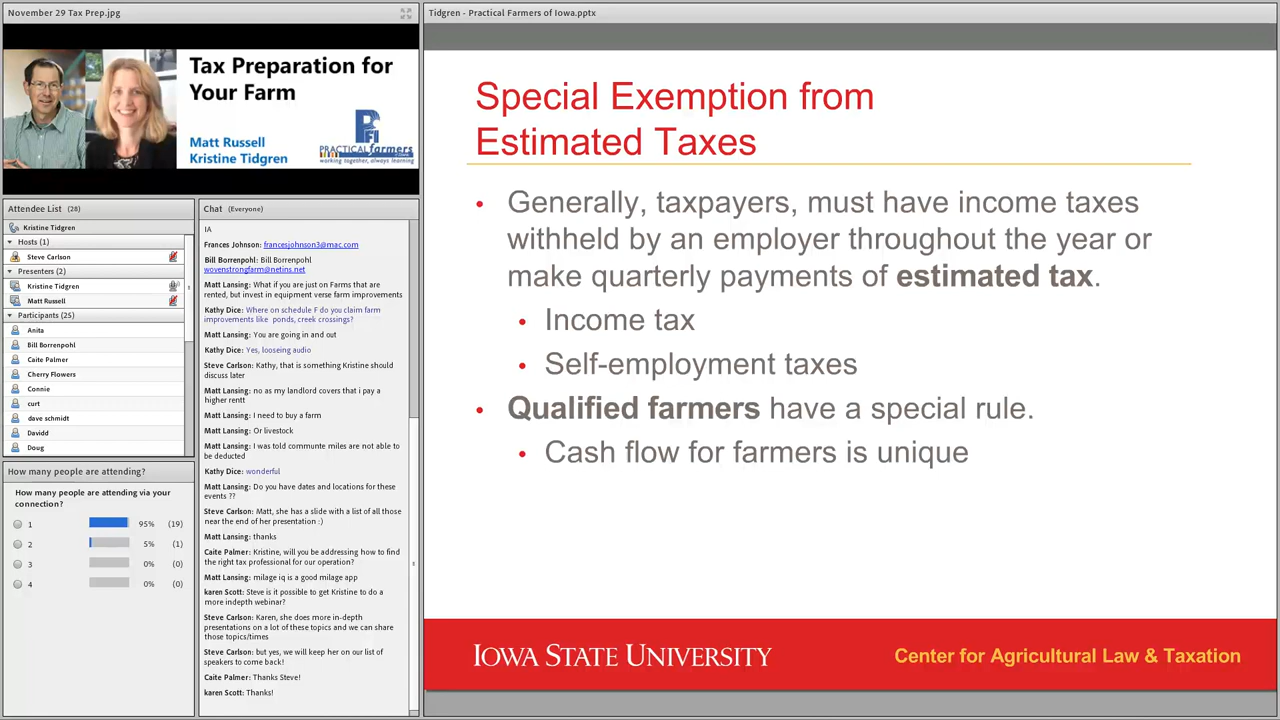 November 29 Tax Prep.jpg
Tax Preparation for
Your Farm
Matt Russell
Kristine Tidgren
PFI
PRACTICAL farmers
working together, always learning
Attendee List (28)
Kristine Tidgren
Hosts (1)
Steve Carlson
Presenters (2)
Kristine Tidgren
Matt Russell
Participants (25)
Anita
Bill Borrenpohl
Caite Palmer
Cherry Flowers
Connie
curt
dave schmidt
Davidd
Doug
How many people are attending?
How many people are attending via your
connection?
1 95% (19)
2 5% (1)
3 0% (0)
4 0% (0)
Chat (Everyone)
IA
Frances Johnson: francesjohnson3@mac.com
Bill Borrenpohl: Bill Borrenpohl
wovenstrongfarm@netins.net
Matt Lansing: What if you are just on Farms that are
rented, but invest in equipment verse farm improvements
Kathy Dice: Where on schedule F do you claim farm
improvements like ponds, creek crossings?
Matt Lansing: You are going in and out
Kathy Dice: Yes, looseing audio
Steve Carlson: Kathy, that is something Kristine should
discuss later
Matt Lansing: no as my landlord covers that i pay a
higher rentt
Matt Lansing: I need to buy a farm
Matt Lansing: Or livestock
Matt Lansing: I was told communte miles are not able to
be deducted
Kathy Dice: wonderful
Matt Lansing: Do you have dates and locations for these
events ??
Steve Carlson: Matt, she has a slide with a list of all those
near the end of her presentation :)
Matt Lansing: thanks
Caite Palmer: Kristine, will you be addressing how to find
the right tax professional for our operation?
Matt Lansing: milage iq is a good milage app
karen Scott: Steve is it possible to get Kristine to do a
more indepth webinar?
Steve Carlson: Karen, she does more in-depth
presentations on a lot of these topics and we can share
those topics/times
Steve Carlson: but yes, we will keep her on our list of
speakers to come back!
Caite Palmer: Thanks Steve!
karen Scott: Thanks!
Tidgren - Practical Farmers of Iowa.pptx
Special Exemption from
Estimated Taxes
• Generally, taxpayers, must have income taxes
withheld by an employer throughout the year or
make quarterly payments of estimated tax.
• Income tax
• Self-employment taxes
• Qualified farmers have a special rule.
• Cash flow for farmers is unique
IOWA STATE UNIVERSITY
Center for Agricultural Law & Taxation